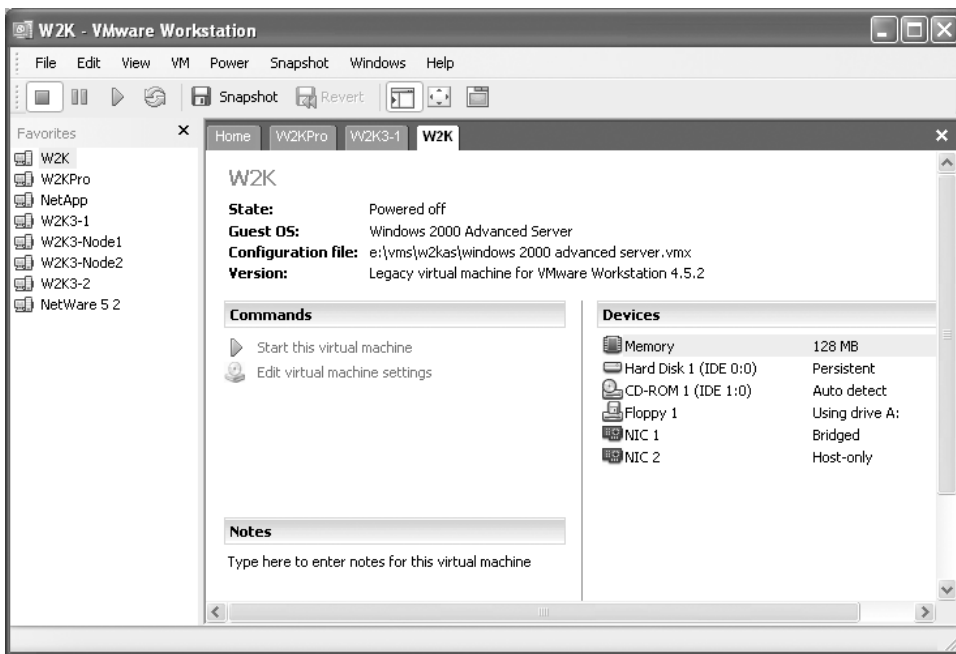 W2K - VMware Workstation
File Edit View VM Power Snapshot Windows Help
Snapshot Revert
Favorites
W2K
W2KPro
NetApp
W2K3-1
W2K3-Node1
W2K3-Node2
W2K3-2
NetWare 5 2
Home W2KPro W2K3-1 W2K
W2K
State: Powered off
Guest OS: Windows 2000 Advanced Server
Configuration file: e:\vms\w2kas\windows 2000 advanced server.vmx
Version: Legacy virtual machine for VMware Workstation 4.5.2
Commands
Start this virtual machine
Edit virtual machine settings
Notes
Type here to enter notes for this virtual machine
Devices
Memory 128 MB
Hard Disk 1 (IDE 0:0) Persistent
CD-ROM 1 (IDE 1:0) Auto detect
Floppy 1 Using drive A:
NIC 1 Bridged
NIC 2 Host-only